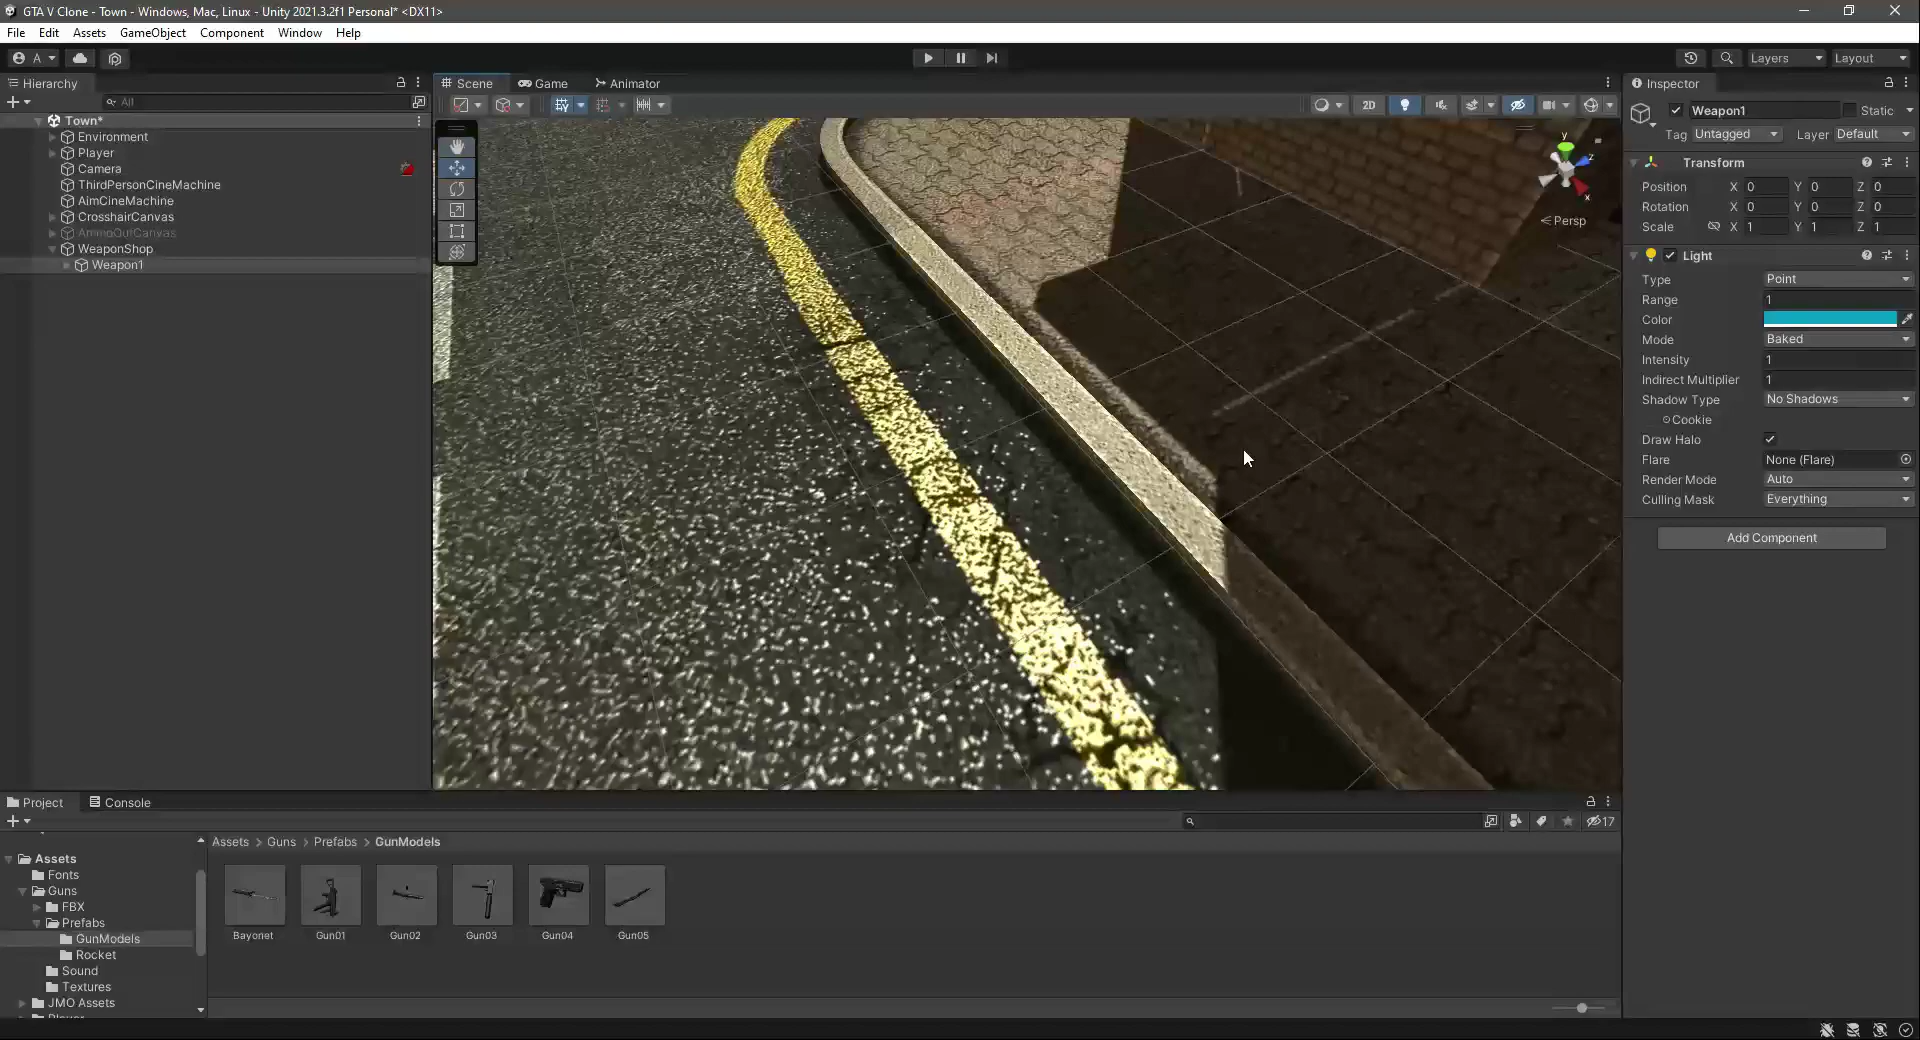 GTA V Clone - Town - Windows, Mac, Linux - Unity 2021.3.2f1 Personal* <DX11>
File Edit Assets GameObject Component Window Help
A
Layers
Layout
Hierarchy
All
Town*
Environment
Player
Camera
ThirdPersonCineMachine
AimCineMachine
CrosshairCanvas
AmmoOutCanvas
WeaponShop
Weapon1
Scene Game Animator
2D
y
z
x
Persp
Inspector
Weapon1 Static
Tag Untagged Layer Default
Transform
Position X 0 Y 0 Z 0
Rotation X 0 Y 0 Z 0
Scale X 1 Y 1 Z 1
Light
Type Point
Range 1
Color
Mode Baked
Intensity 1
Indirect Multiplier 1
Shadow Type No Shadows
Cookie
Draw Halo
Flare None (Flare)
Render Mode Auto
Culling Mask Everything
Add Component
Project Console
17
Assets
Fonts
Guns
FBX
Prefabs
GunModels
Rocket
Sound
Textures
JMO Assets
Assets > Guns > Prefabs > GunModels
Bayonet Gun01 Gun02 Gun03 Gun04 Gun05